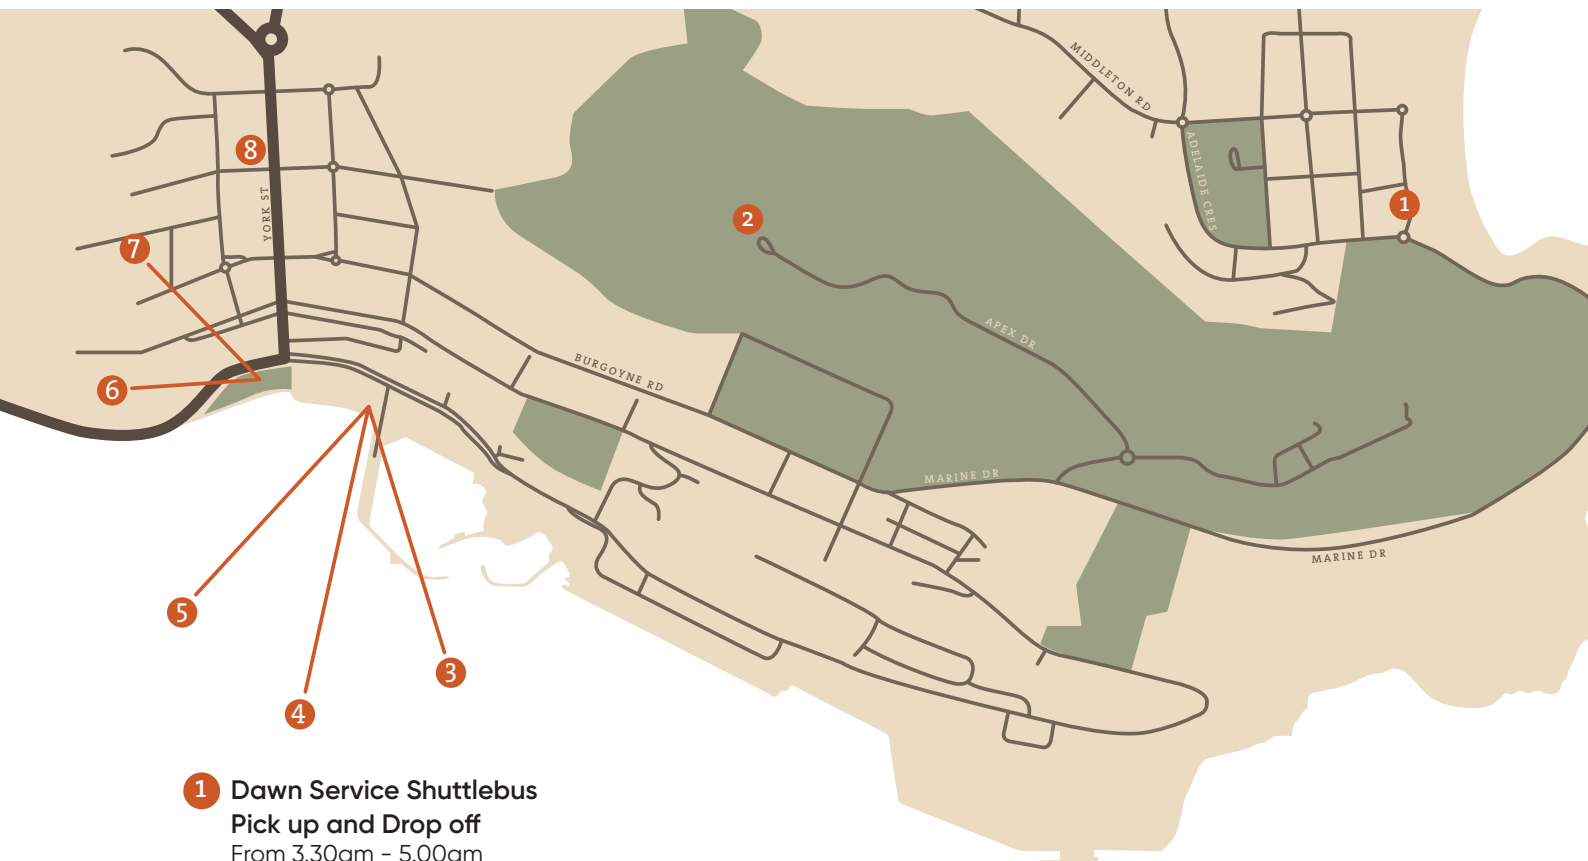 MIDDLETON RD
ADELAIDE CRES
8
1
YORK ST
2
7
APEX DR
BURGOYNE RD
6
MARINE DR
MARINE DR
5
3
4
1 Dawn Service Shuttlebus
Pick up and Drop off
From 3.30am - 5.00am